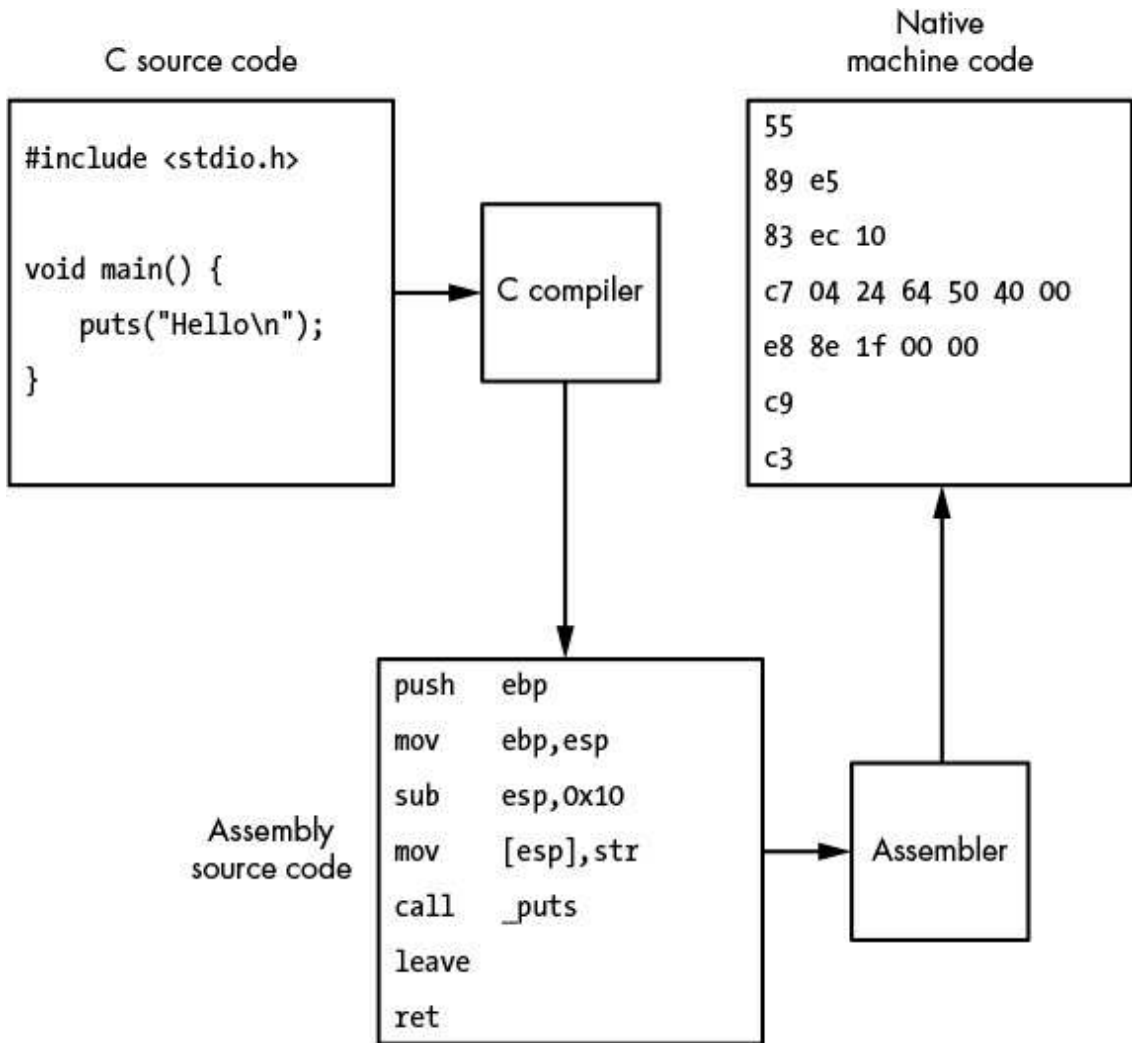 C source code
#include <stdio.h>
void main() {
puts("Hello\n");
}
C compiler
Native
machine code
55
89 e5
83 ec 10
c7 04 24 64 50 40 00
e8 8e 1f 00 00
c9
c3
Assembly
source code
push ebp
mov ebp,esp
sub esp,0x10
mov [esp],str
call _puts
leave
ret
Assembler